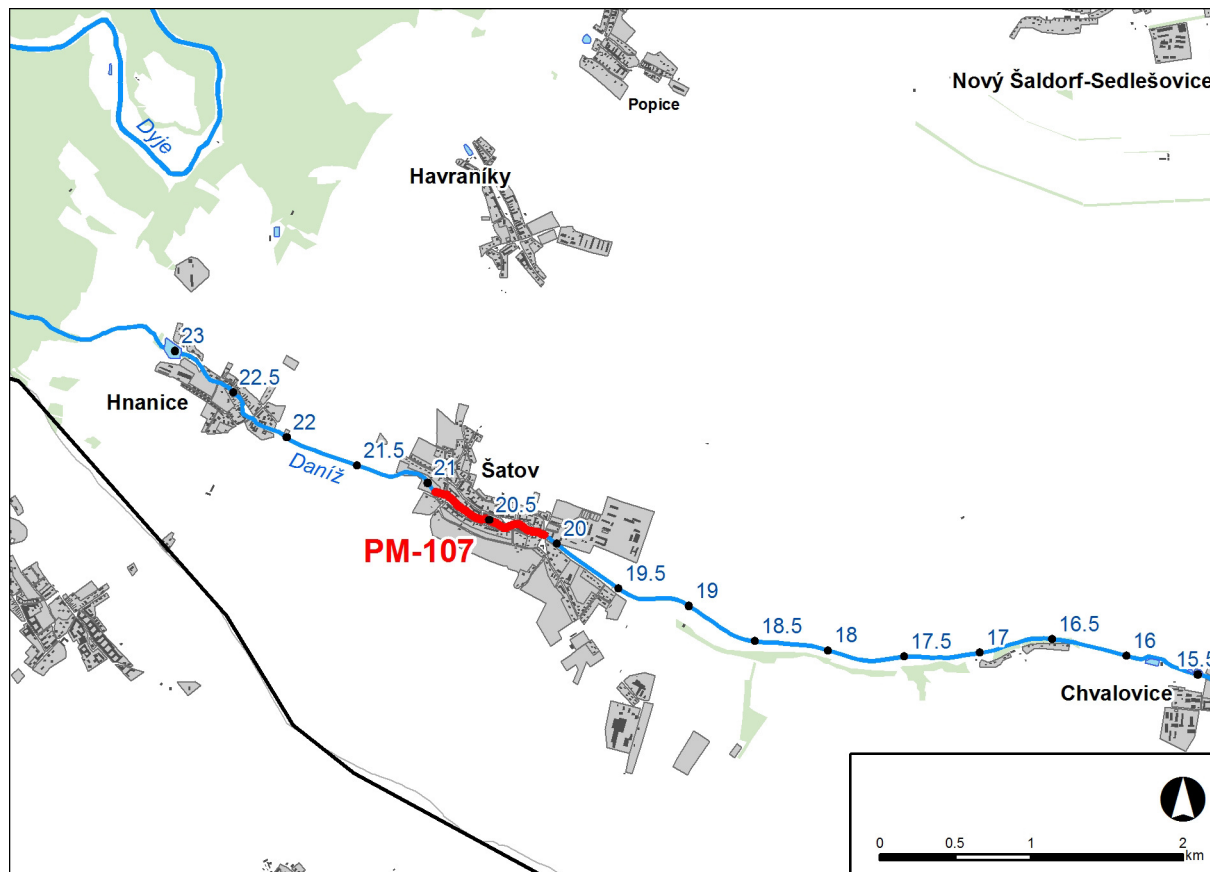 Nový Šaldorf-Sedlešovice
Popice
Dyje
Havraníky
23
22.5
Hnanice
22
21.5
Daníž
21
Šatov
20.5
20
PM-107
19.5
19
18.5
18
17.5
17
16.5
16
15.5
Chvalovice
0 0.5 1 2
km